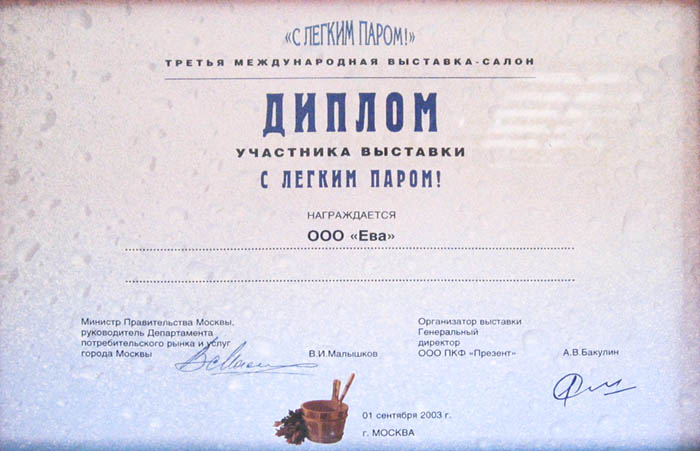 «С ЛЕГКИМ ПАРОМ!»
ТРЕТЬЯ МЕЖДУНАРОДНАЯ ВЫСТАВКА-САЛОН
ДИПЛОМ
УЧАСТНИКА ВЫСТАВКИ
С ЛЕГКИМ ПАРОМ!
НАГРАЖДАЕТСЯ
ООО «Ева»
Министр Правительства Москвы,
руководитель Департамента
потребительского рынка и услуг
города Москвы
В.И.Малышков
Организатор выставки
Генеральный
директор
ООО ПКФ «Презент»
А.В.Бакулин
01 сентября 2003 г.
г. МОСКВА